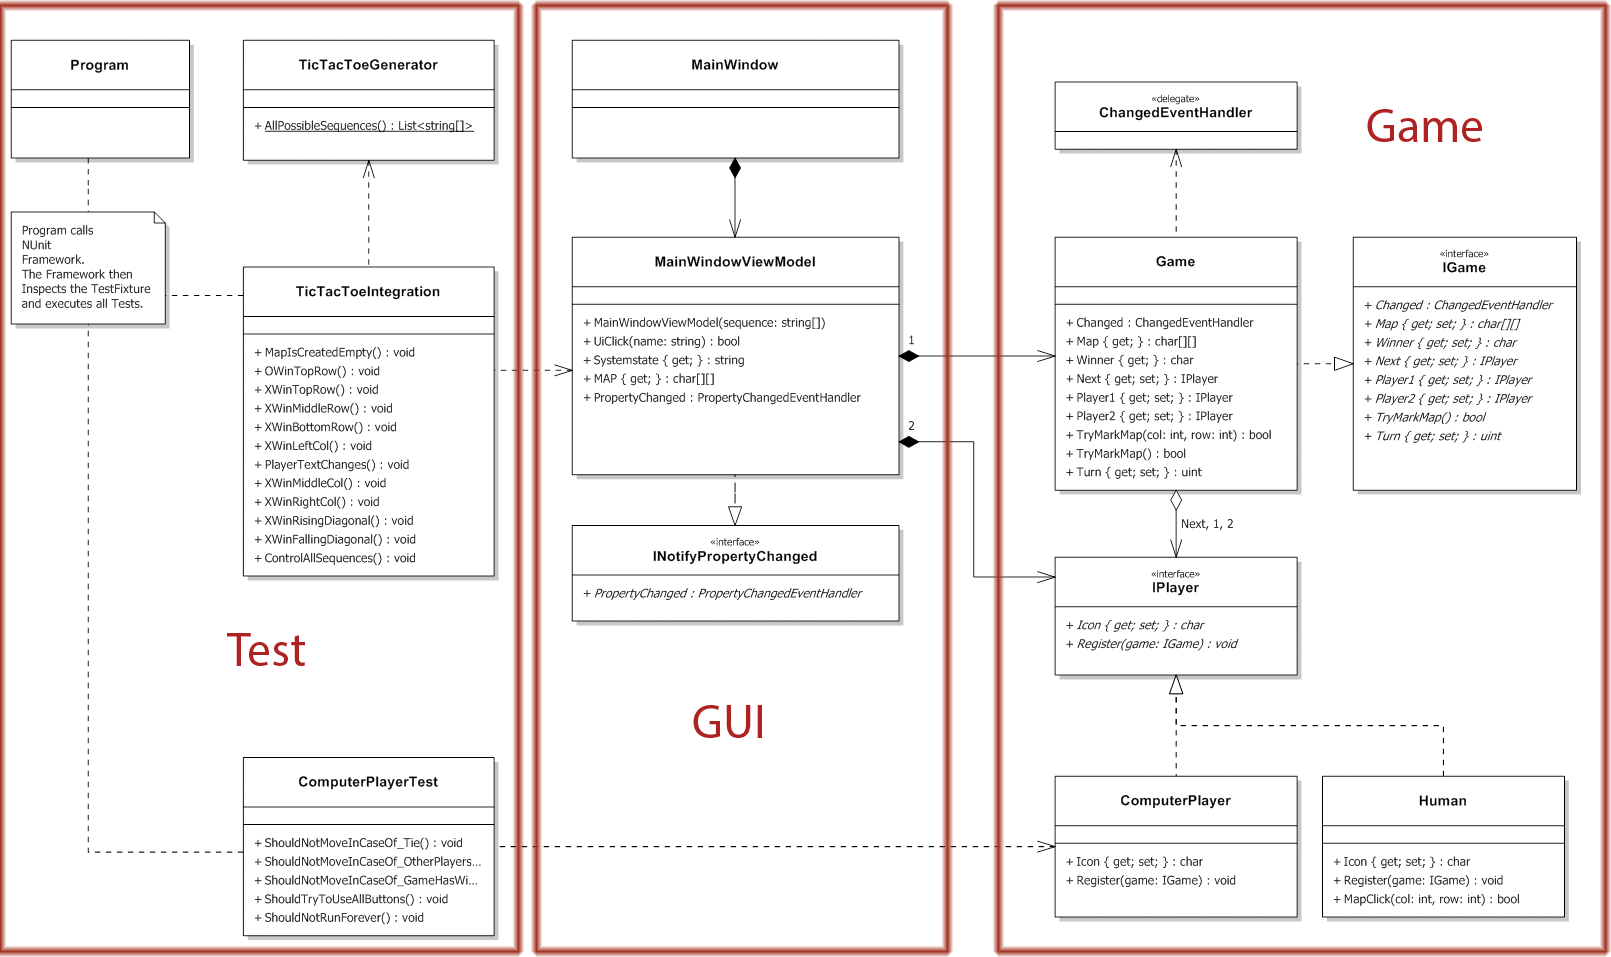 Program
TicTacToeGenerator
+ AllPossibleSequences() : List<string[]>
Program calls
NUnit
Framework.
The Framework then
Inspects the TestFixture
and executes all Tests.
TicTacToeIntegration
+ MapIsCreatedEmpty() : void
+ OWinTopRow() : void
+ XWinTopRow() : void
+ XWinMiddleRow() : void
+ XWinBottomRow() : void
+ XWinLeftCol() : void
+ PlayerTextChanges() : void
+ XWinMiddleCol() : void
+ XWinRightCol() : void
+ XWinRisingDiagonal() : void
+ XWinFallingDiagonal() : void
+ ControlAllSequences() : void
Test
ComputerPlayerTest
+ ShouldNotMoveInCaseOf_Tie() : void
+ ShouldNotMoveInCaseOf_OtherPlayers...
+ ShouldNotMoveInCaseOf_GameHasWi...
+ ShouldTryToUseAllButtons() : void
+ ShouldNotRunForever() : void
MainWindow
MainWindowViewModel
+ MainWindowViewModel(sequence: string[])
+ UiClick(name: string) : bool
+ Systemstate { get; } : string
+ MAP { get; } : char[][]
+ PropertyChanged : PropertyChangedEventHandler
1
2
«interface»
INotifyPropertyChanged
+ PropertyChanged : PropertyChangedEventHandler
GUI
«delegate»
ChangedEventHandler
Game
Game
+ Changed : ChangedEventHandler
+ Map { get; } : char[][]
+ Winner { get; } : char
+ Next { get; set; } : IPlayer
+ Player1 { get; set; } : IPlayer
+ Player2 { get; set; } : IPlayer
+ TryMarkMap(col: int, row: int) : bool
+ TryMarkMap() : bool
+ Turn { get; set; } : uint
«interface»
IGame
+ Changed : ChangedEventHandler
+ Map { get; set; } : char[][]
+ Winner { get; set; } : char
+ Next { get; set; } : IPlayer
+ Player1 { get; set; } : IPlayer
+ Player2 { get; set; } : IPlayer
+ TryMarkMap() : bool
+ Turn { get; set; } : uint
Next, 1, 2
«interface»
IPlayer
+ Icon { get; set; } : char
+ Register(game: IGame) : void
ComputerPlayer
+ Icon { get; set; } : char
+ Register(game: IGame) : void
Human
+ Icon { get; set; } : char
+ Register(game: IGame) : void
+ MapClick(col: int, row: int) : bool